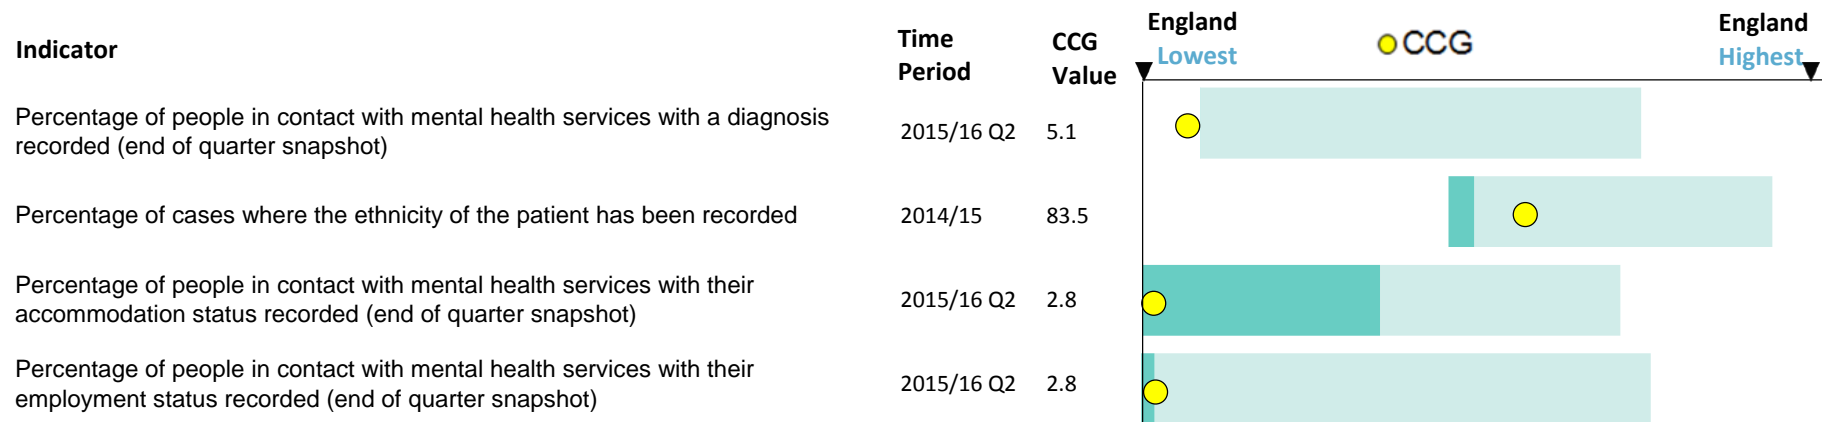 Indicator
Time
Period
CCG
Value
England
Lowest
CCG
England
Highest
Percentage of people in contact with mental health services with a diagnosis
recorded (end of quarter snapshot)
2015/16 Q2
5.1
Percentage of cases where the ethnicity of the patient has been recorded
2014/15
83.5
Percentage of people in contact with mental health services with their
accommodation status recorded (end of quarter snapshot)
2015/16 Q2
2.8
Percentage of people in contact with mental health services with their
employment status recorded (end of quarter snapshot)
2015/16 Q2
2.8